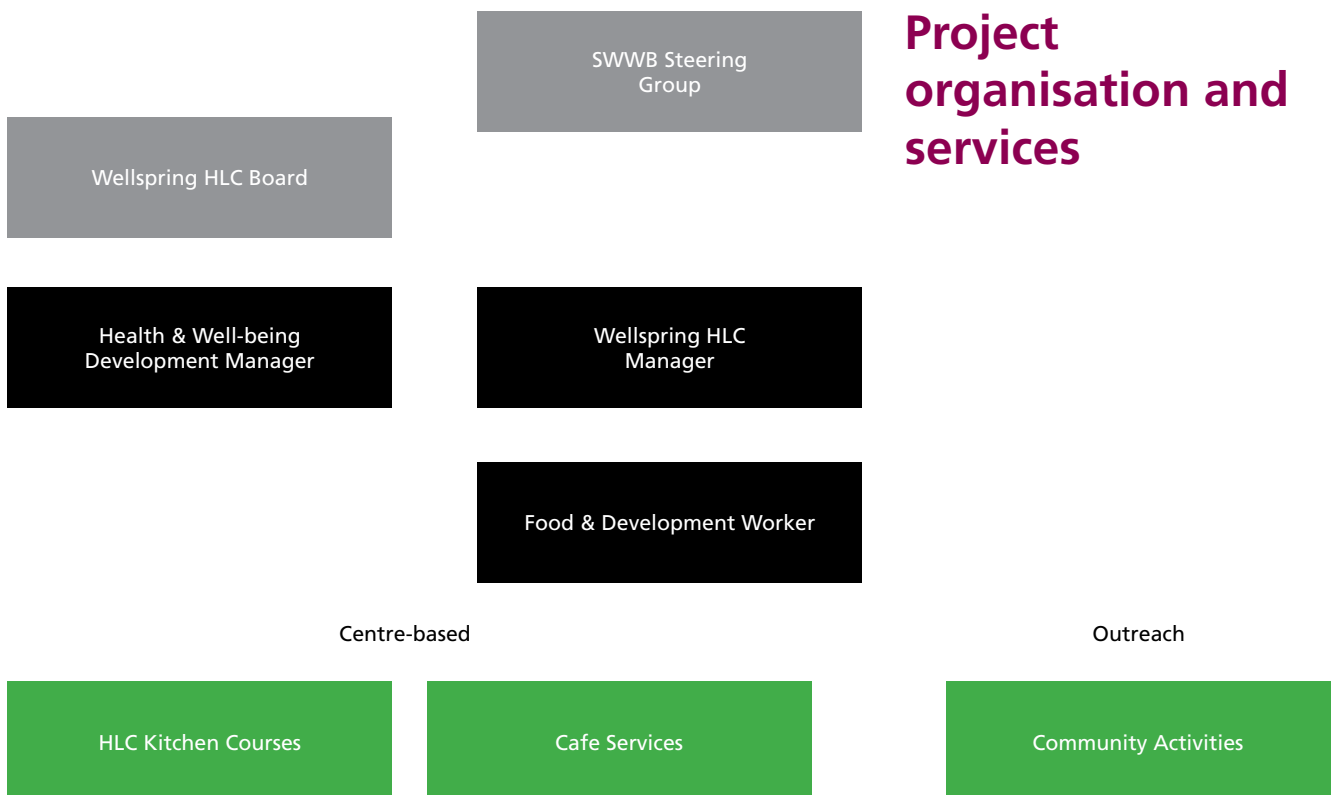 Project
organisation and
services
SWWB Steering
Group
Wellspring HLC Board
Health & Well-being
Development Manager
Wellspring HLC
Manager
Food & Development Worker
Centre-based
Outreach
HLC Kitchen Courses
Cafe Services
Community Activities